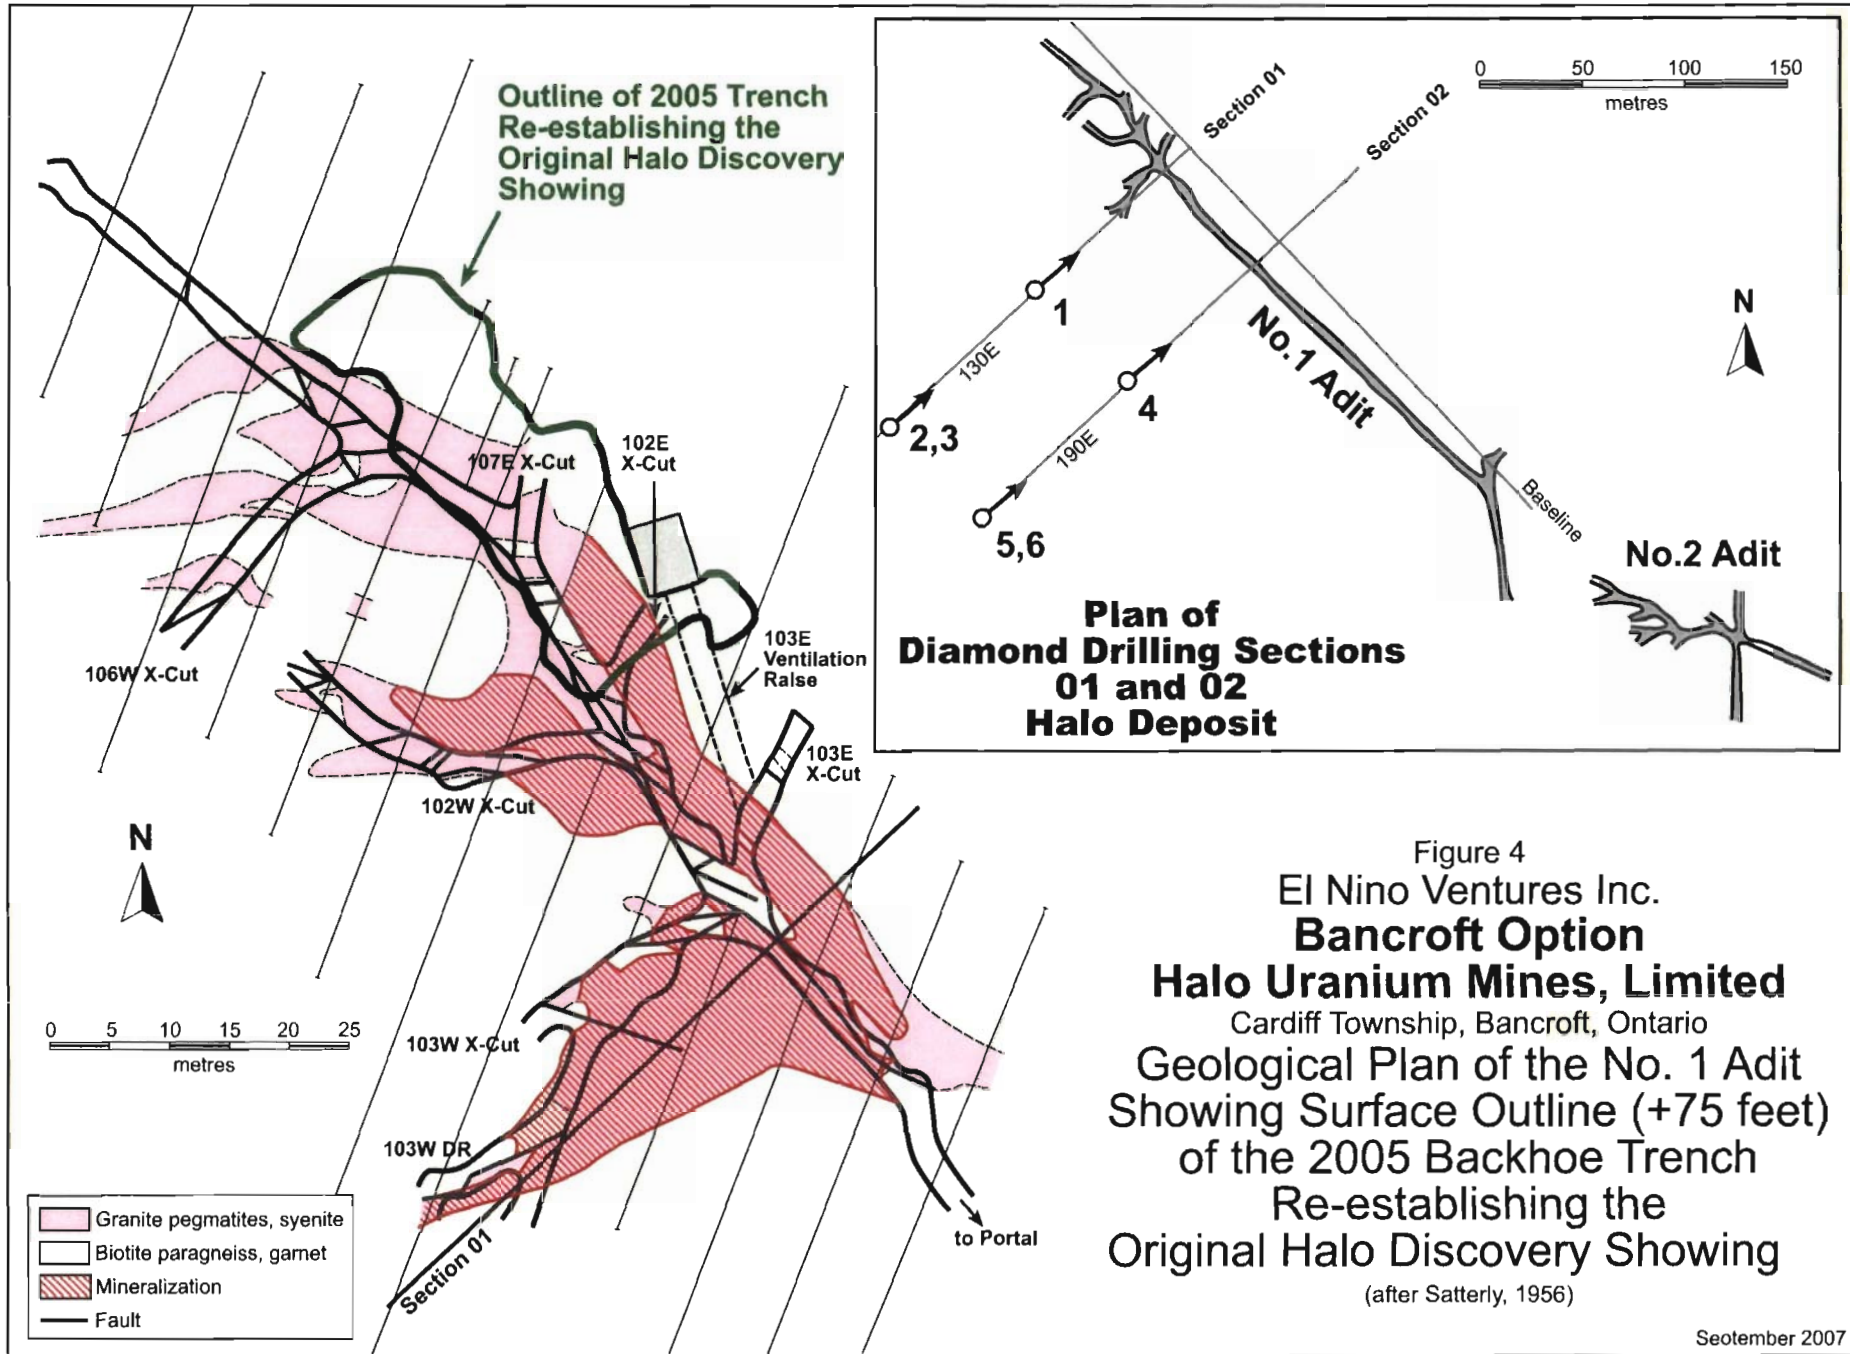 Outline of 2005 Trench
Re-establishing the
Original Halo Discovery
Showing
107E X-Cut
102E
X-Cut
106W X-Cut
103E
Ventilation
Raise
103E
X-Cut
102W X-Cut
N
0 5 10 15 20 25
metres
103W X-Cut
103W DR
Section 01
to Portal
Granite pegmatites, syenite
Biotite paragneiss, garnet
Mineralization
Fault
Section 01
Section 02
0 50 100 150
metres
N
1
130E
2,3
4
190E
5,6
No.1 Adit
Baseline
No.2 Adit
Plan of
Diamond Drilling Sections
01 and 02
Halo Deposit
Figure 4
El Nino Ventures Inc.
Bancroft Option
Halo Uranium Mines, Limited
Cardiff Township, Bancroft, Ontario
Geological Plan of the No. 1 Adit
Showing Surface Outline (+75 feet)
of the 2005 Backhoe Trench
Re-establishing the
Original Halo Discovery Showing
(after Satterly, 1956)
Seotember 2007